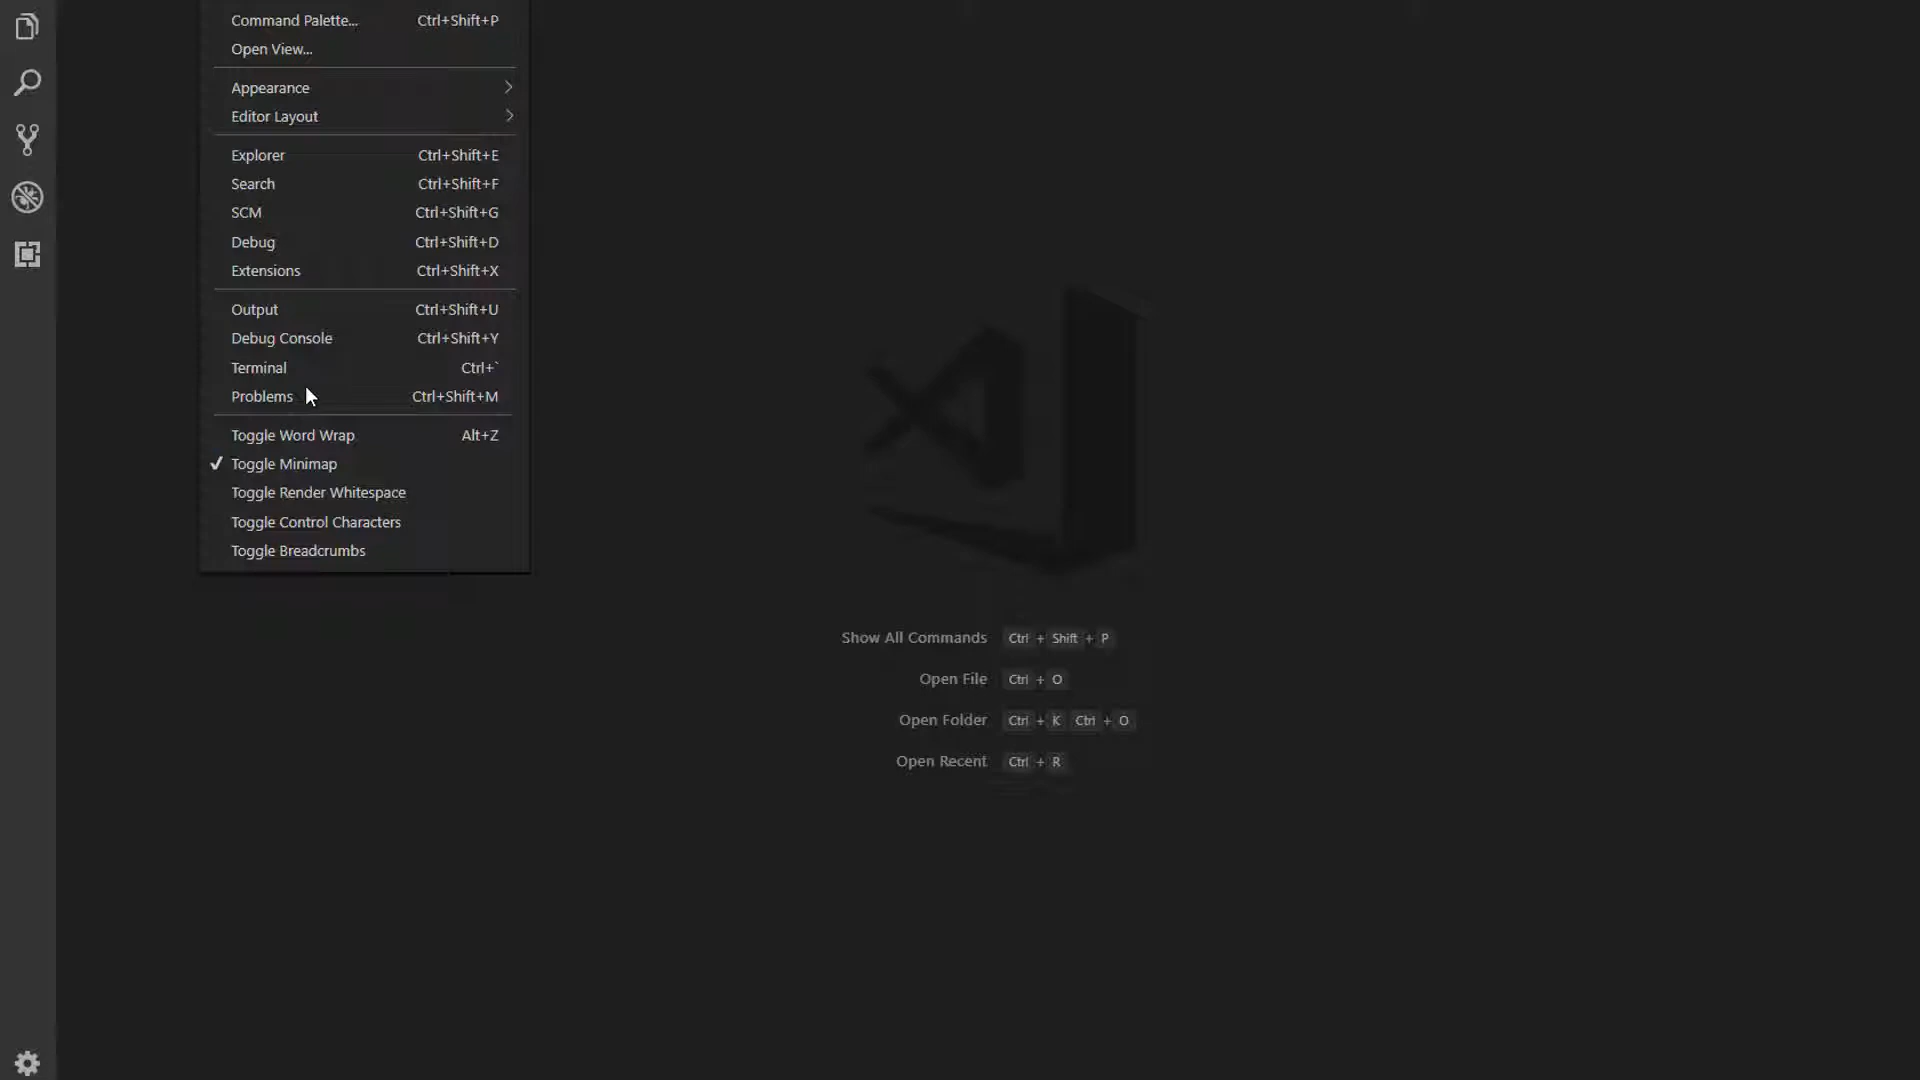 Command Palette... Ctrl+Shift+P
Open View...
Appearance
Editor Layout
Explorer Ctrl+Shift+E
Search Ctrl+Shift+F
SCM Ctrl+Shift+G
Debug Ctrl+Shift+D
Extensions Ctrl+Shift+X
Output Ctrl+Shift+U
Debug Console Ctrl+Shift+Y
Terminal Ctrl+`
Problems Ctrl+Shift+M
Toggle Word Wrap Alt+Z
Toggle Minimap
Toggle Render Whitespace
Toggle Control Characters
Toggle Breadcrumbs
Show All Commands Ctrl + Shift + P
Open File Ctrl + O
Open Folder Ctrl + K Ctrl + O
Open Recent Ctrl + R